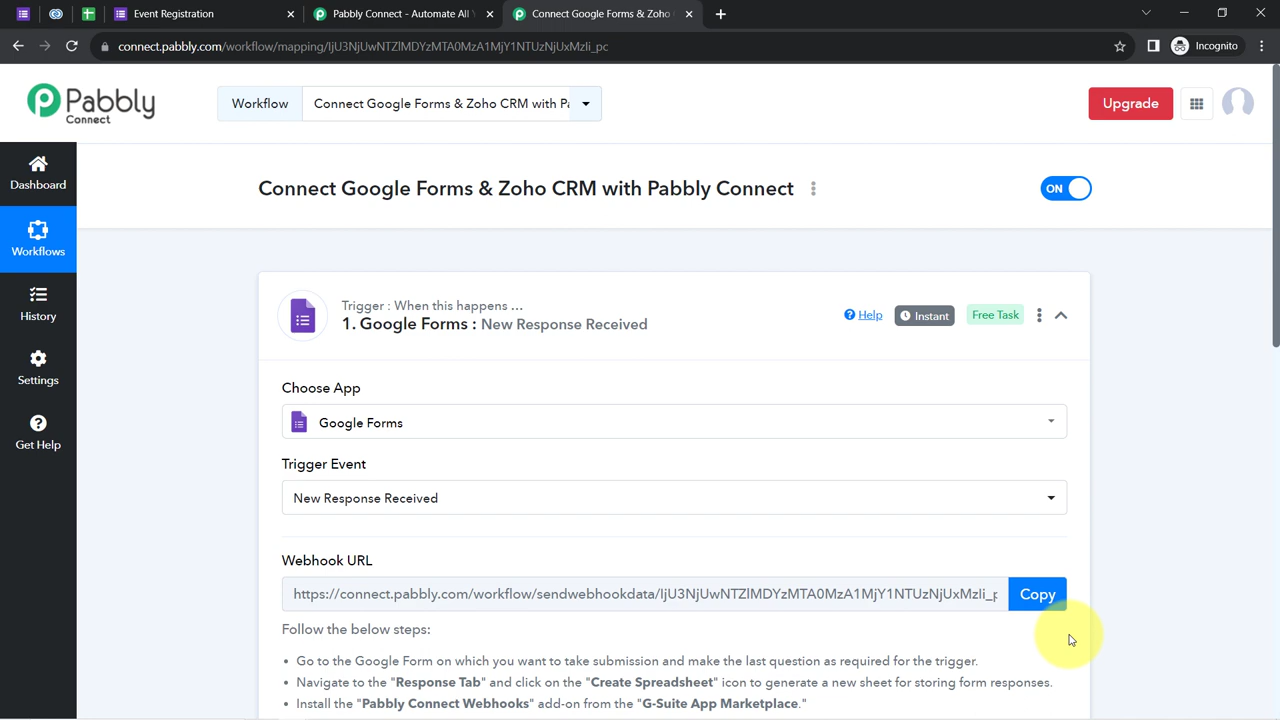 Event Registration
Pabbly Connect - Automate All
Connect Google Forms & Zoho
connect.pabbly.com/workflow/mapping/IjU3NjUwNTZlMDYzMTA0MzA1MjY1NTUzNjUxMzIi_pc
Incognito
Pabbly
Connect
Workflow
Connect Google Forms & Zoho CRM with Pa
Upgrade
Dashboard
Workflows
History
Settings
Get Help
Connect Google Forms & Zoho CRM with Pabbly Connect
ON
Trigger : When this happens ...
1. Google Forms : New Response Received
Help
Instant
Free Task
Choose App
Google Forms
Trigger Event
New Response Received
Webhook URL
https://connect.pabbly.com/workflow/sendwebhookdata/IjU3NjUwNTZlMDYzMTA0MzA1MjY1NTUzNjUxMzIi_p
Copy
Follow the below steps:
• Go to the Google Form on which you want to take submission and make the last question as required for the trigger.
• Navigate to the "Response Tab" and click on the "Create Spreadsheet" icon to generate a new sheet for storing form responses.
• Install the "Pabbly Connect Webhooks" add-on from the "G-Suite App Marketplace."